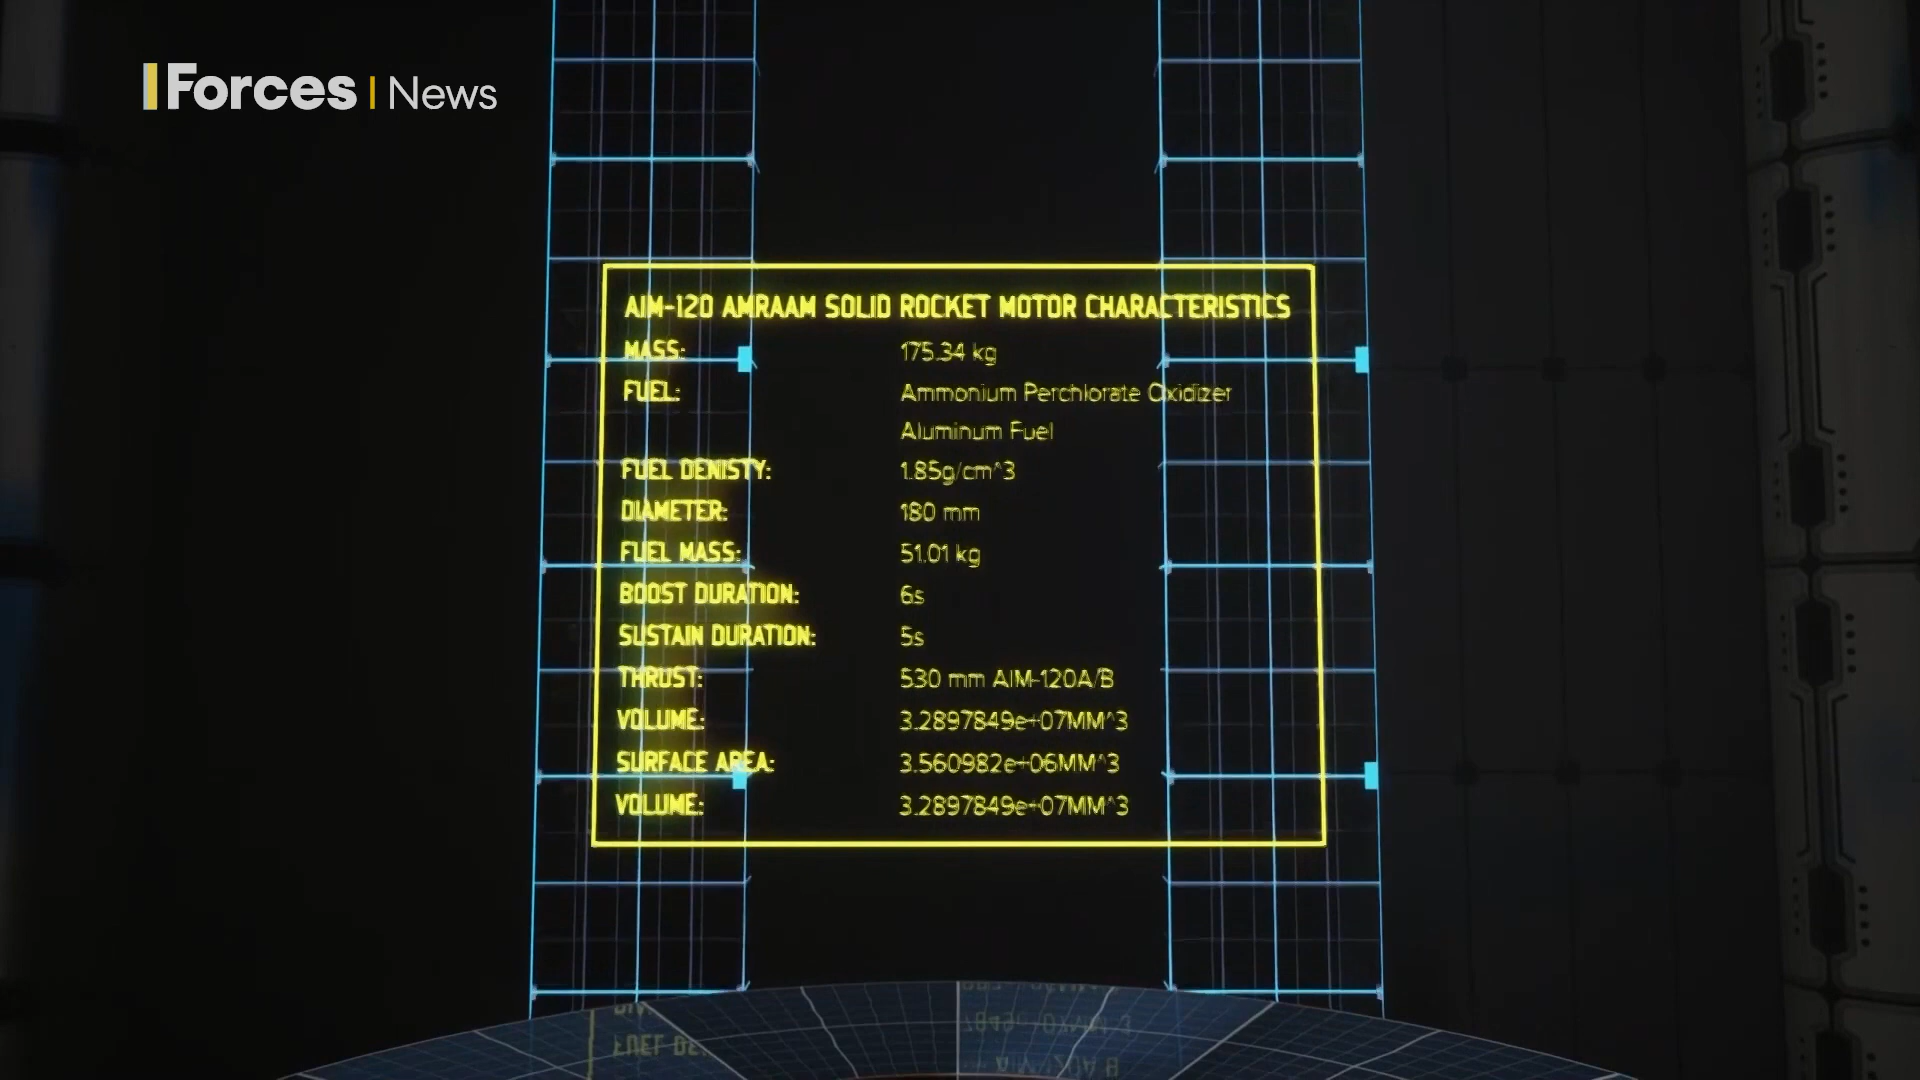 Forces News
AIM-120 AMRAAM SOLID ROCKET MOTOR CHARACTERISTICS
MASS: 175.34 kg
FUEL: Ammonium Perchlorate Oxidizer
Aluminum Fuel
FUEL DENISTY: 1.85g/cm^3
DIAMETER: 180 mm
FUEL MASS: 51.01 kg
BOOST DURATION: 6s
SUSTAIN DURATION: 5s
THRUST: 530 mm AIM-120A/B
VOLUME: 3.2897849e+07MM^3
SURFACE AREA: 3.560982e+06MM^3
VOLUME: 3.2897849e+07MM^3